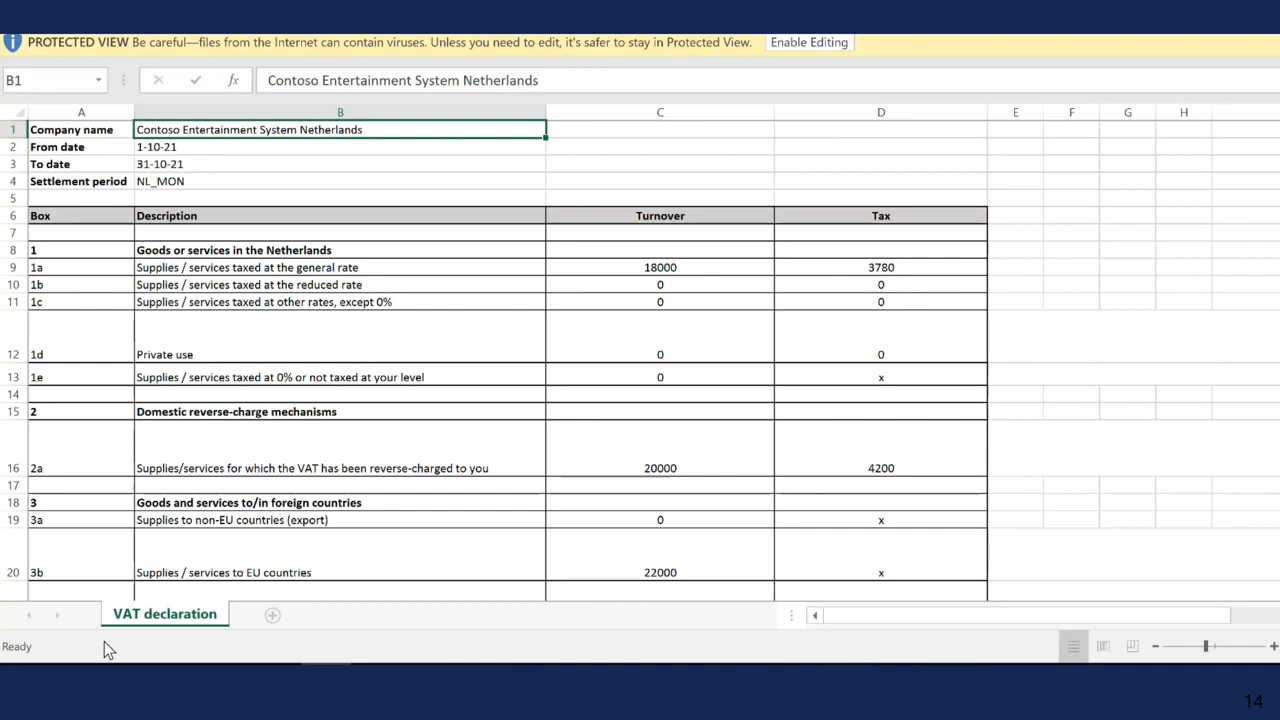 PROTECTED VIEW Be careful—files from the Internet can contain viruses. Unless you need to edit, it's safer to stay in Protected View. Enable Editing
B1 fx Contoso Entertainment System Netherlands
A B C D E F G H
1 Company name Contoso Entertainment System Netherlands
2 From date 1-10-21
3 To date 31-10-21
4 Settlement period NL_MON
5
6 Box Description Turnover Tax
7
8 1 Goods or services in the Netherlands
9 1a Supplies / services taxed at the general rate 18000 3780
10 1b Supplies / services taxed at the reduced rate 0 0
11 1c Supplies / services taxed at other rates, except 0% 0 0
12 1d Private use 0 0
13 1e Supplies / services taxed at 0% or not taxed at your level 0 x
14
15 2 Domestic reverse-charge mechanisms
16 2a Supplies/services for which the VAT has been reverse-charged to you 20000 4200
17
18 3 Goods and services to/in foreign countries
19 3a Supplies to non-EU countries (export) 0 x
20 3b Supplies / services to EU countries 22000 x
VAT declaration
Ready
14